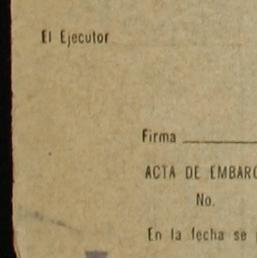 El Ejecutor
Firma
ACTA DE EMBARG
No.
En la fecha se